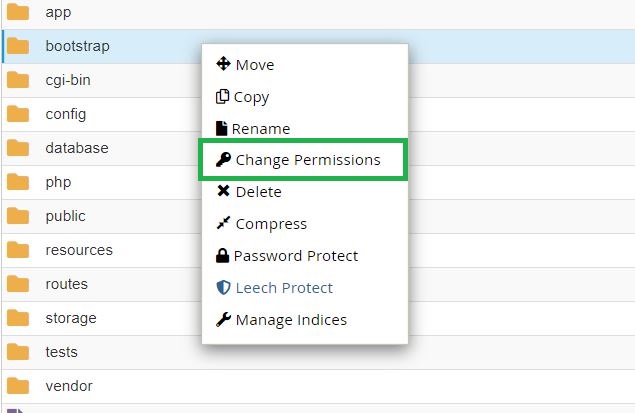 app
bootstrap
cgi-bin
config
database
php
public
resources
routes
storage
tests
vendor
Move
Copy
Rename
Change Permissions
Delete
Compress
Password Protect
Leech Protect
Manage Indices